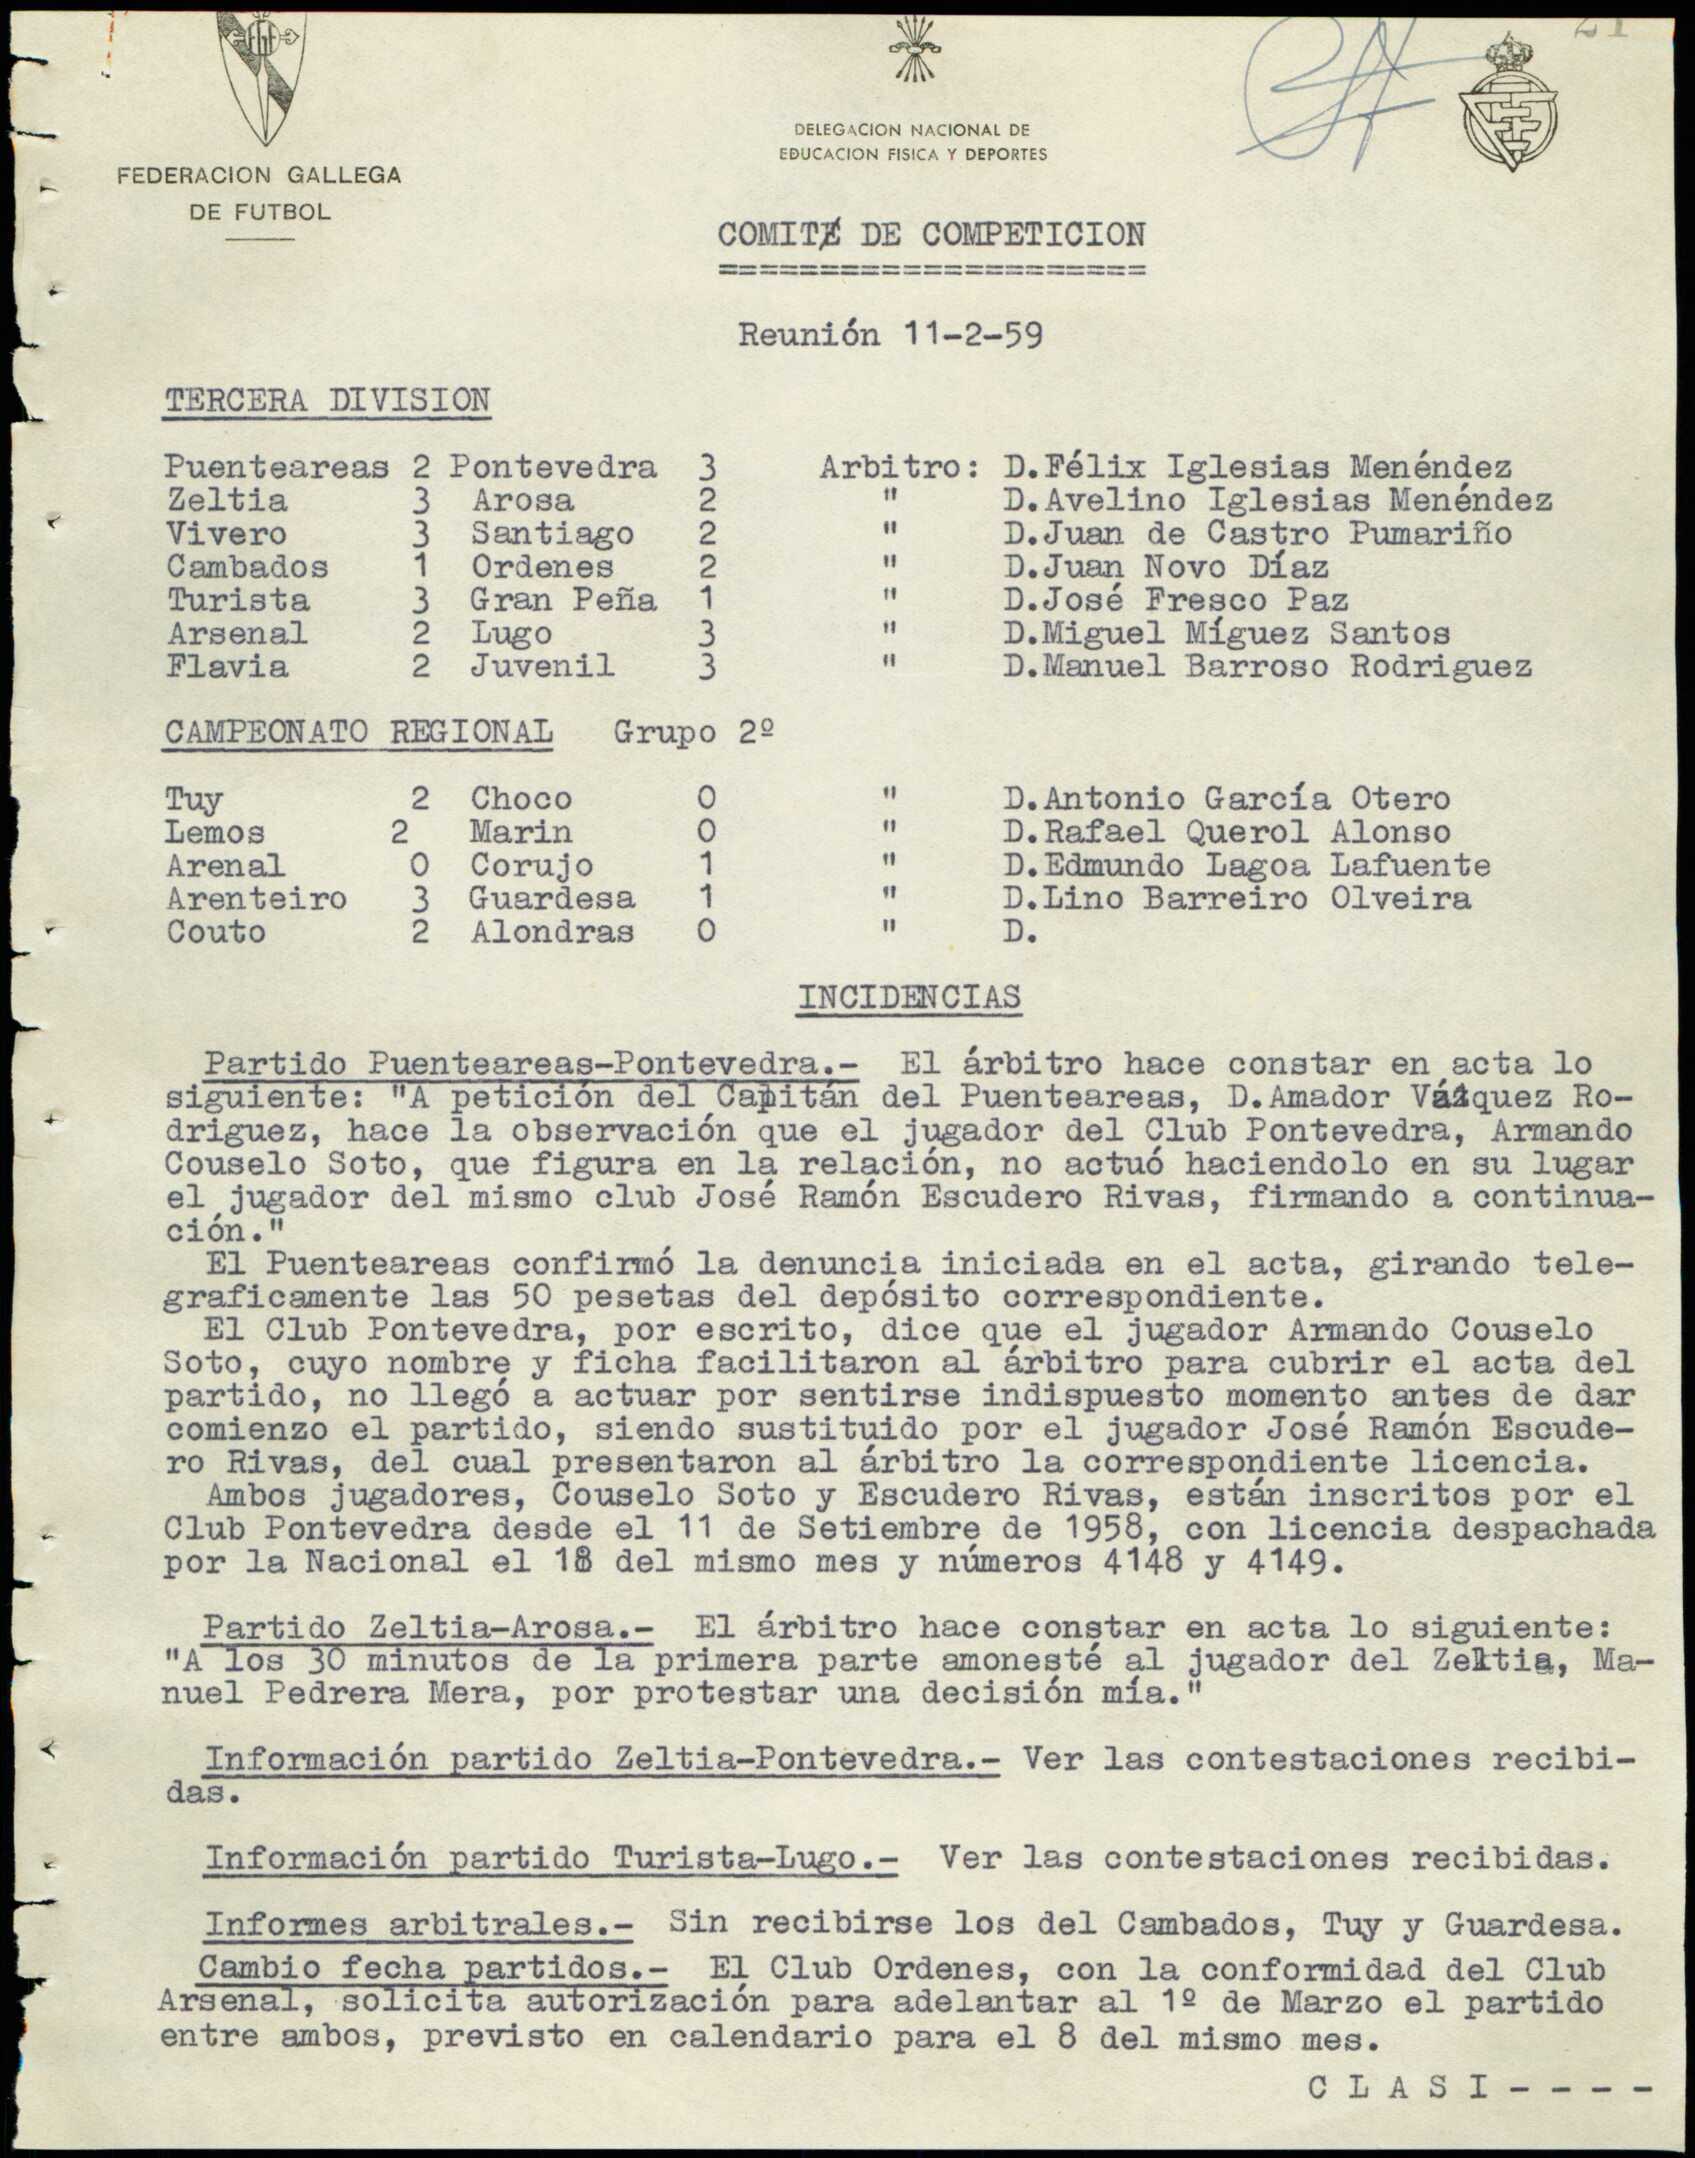 21
FEDERACION GALLEGA
DE FUTBOL
DELEGACION NACIONAL DE
EDUCACION FISICA Y DEPORTES
COMITE DE COMPETICION
=====================
Reunión 11-2-59
TERCERA DIVISION
Puenteareas 2 Pontevedra 3 Arbitro: D.Félix Iglesias Menéndez
Zeltia 3 Arosa 2 " D.Avelino Iglesias Menéndez
Vivero 3 Santiago 2 " D.Juan de Castro Pumariño
Cambados 1 Ordenes 2 " D.Juan Novo Díaz
Turista 3 Gran Peña 1 " D.José Fresco Paz
Arsenal 2 Lugo 3 " D.Miguel Míguez Santos
Flavia 2 Juvenil 3 " D.Manuel Barroso Rodriguez
CAMPEONATO REGIONAL Grupo 2º
Tuy 2 Choco 0 " D.Antonio García Otero
Lemos 2 Marin 0 " D.Rafael Querol Alonso
Arenal 0 Corujo 1 " D.Edmundo Lagoa Lafuente
Arenteiro 3 Guardesa 1 " D.Lino Barreiro Olveira
Couto 2 Alondras 0 " D.
INCIDENCIAS
Partido Puenteareas-Pontevedra.- El árbitro hace constar en acta lo
siguiente: "A petición del Capitán del Puenteareas, D.Amador Vázquez Ro-
driguez, hace la observación que el jugador del Club Pontevedra, Armando
Couselo Soto, que figura en la relación, no actuó haciendolo en su lugar
el jugador del mismo club José Ramón Escudero Rivas, firmando a continua-
ción."
El Puenteareas confirmó la denuncia iniciada en el acta, girando tele-
graficamente las 50 pesetas del depósito correspondiente.
El Club Pontevedra, por escrito, dice que el jugador Armando Couselo
Soto, cuyo nombre y ficha facilitaron al árbitro para cubrir el acta del
partido, no llegó a actuar por sentirse indispuesto momento antes de dar
comienzo el partido, siendo sustituido por el jugador José Ramón Escude-
ro Rivas, del cual presentaron al árbitro la correspondiente licencia.
Ambos jugadores, Couselo Soto y Escudero Rivas, están inscritos por el
Club Pontevedra desde el 11 de Setiembre de 1958, con licencia despachada
por la Nacional el 18 del mismo mes y números 4148 y 4149.
Partido Zeltia-Arosa.- El árbitro hace constar en acta lo siguiente:
"A los 30 minutos de la primera parte amonesté al jugador del Zeltia, Ma-
nuel Pedrera Mera, por protestar una decisión mía."
Información partido Zeltia-Pontevedra.- Ver las contestaciones recibi-
das.
Información partido Turista-Lugo.- Ver las contestaciones recibidas.
Informes arbitrales.- Sin recibirse los del Cambados, Tuy y Guardesa.
Cambio fecha partidos.- El Club Ordenes, con la conformidad del Club
Arsenal, solicita autorización para adelantar al 1º de Marzo el partido
entre ambos, previsto en calendario para el 8 del mismo mes.
C L A S I - - - -